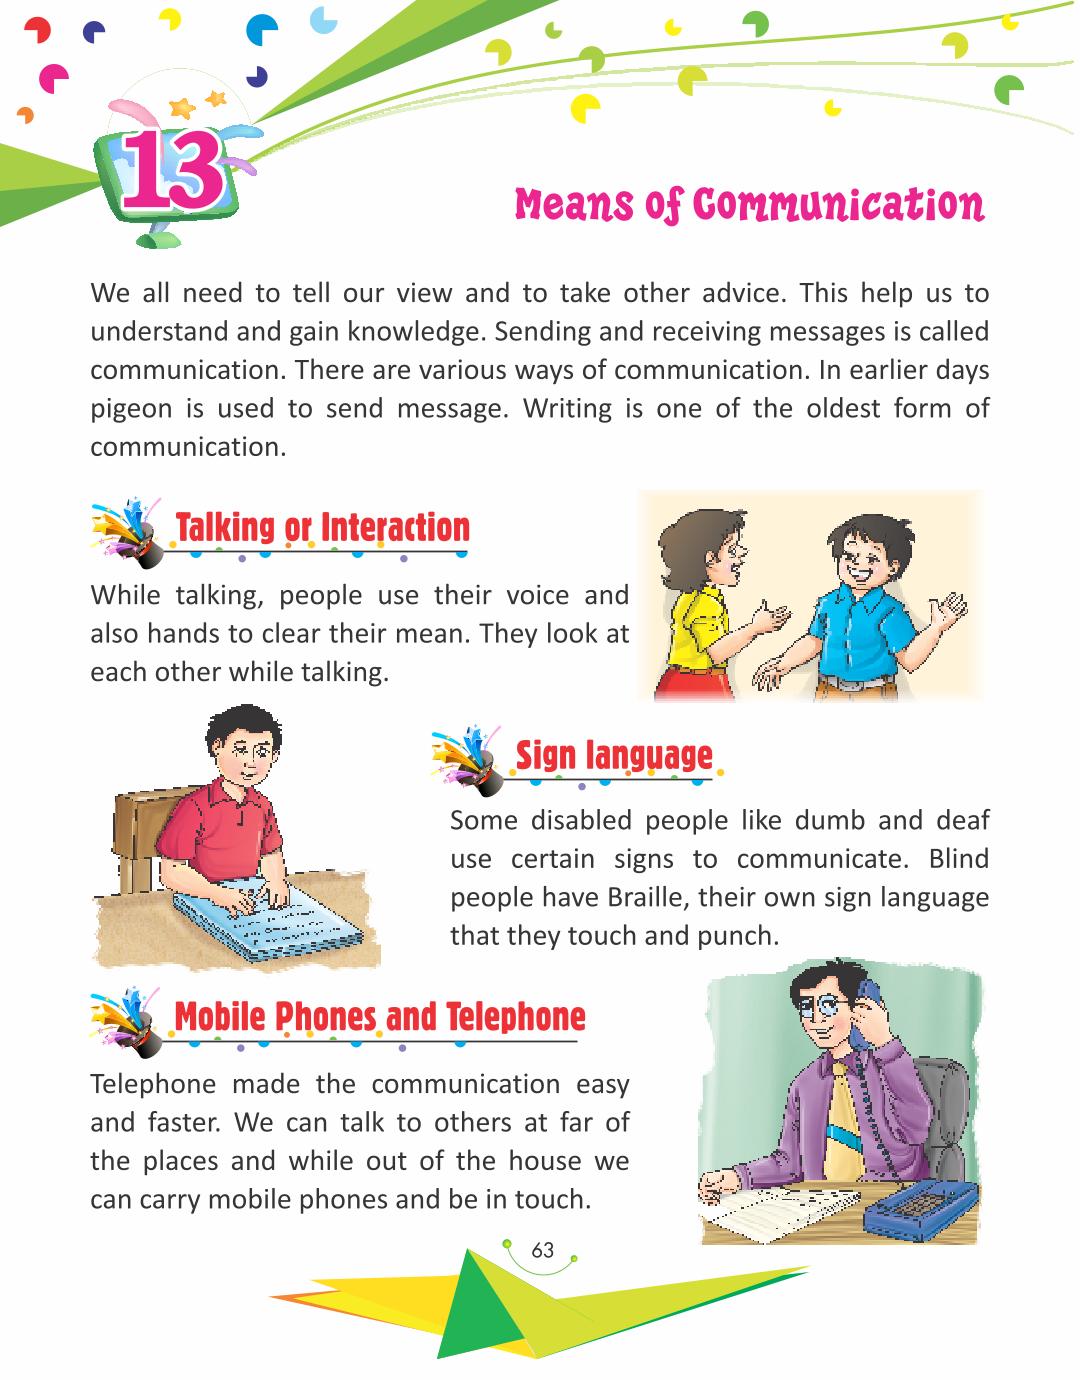 13
Means of Communication
We all need to tell our view and to take other advice. This help us to
understand and gain knowledge. Sending and receiving messages is called
communication. There are various ways of communication. In earlier days
pigeon is used to send message. Writing is one of the oldest form of
communication.
Talking or Interaction
While talking, people use their voice and
also hands to clear their mean. They look at
each other while talking.
Sign language
Some disabled people like dumb and deaf
use certain signs to communicate. Blind
people have Braille, their own sign language
that they touch and punch.
Mobile Phones and Telephone
Telephone made the communication easy
and faster. We can talk to others at far of
the places and while out of the house we
can carry mobile phones and be in touch.
63